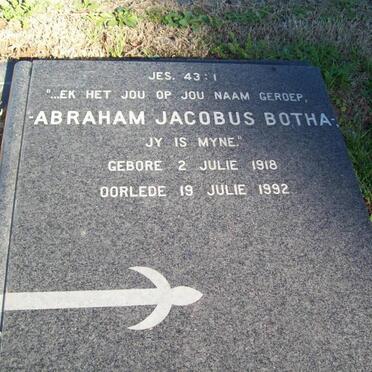 JES. 43:1
"...EK HET JOU OP JOU NAAM GEROEP,
-ABRAHAM JACOBUS BOTHA-
JY IS MYNE."
GEBORE 2 JULIE 1918
OORLEDE 19 JULIE 1992